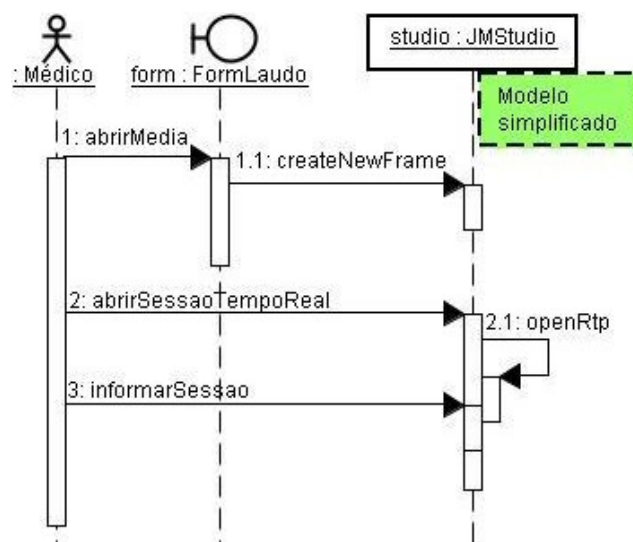 : Médico
form : FormLaudo
studio : JMStudio
Modelo
simplificado
1: abrirMedia
1.1: createNewFrame
2: abrirSessaoTempoReal
2.1: openRtp
3: informarSessao